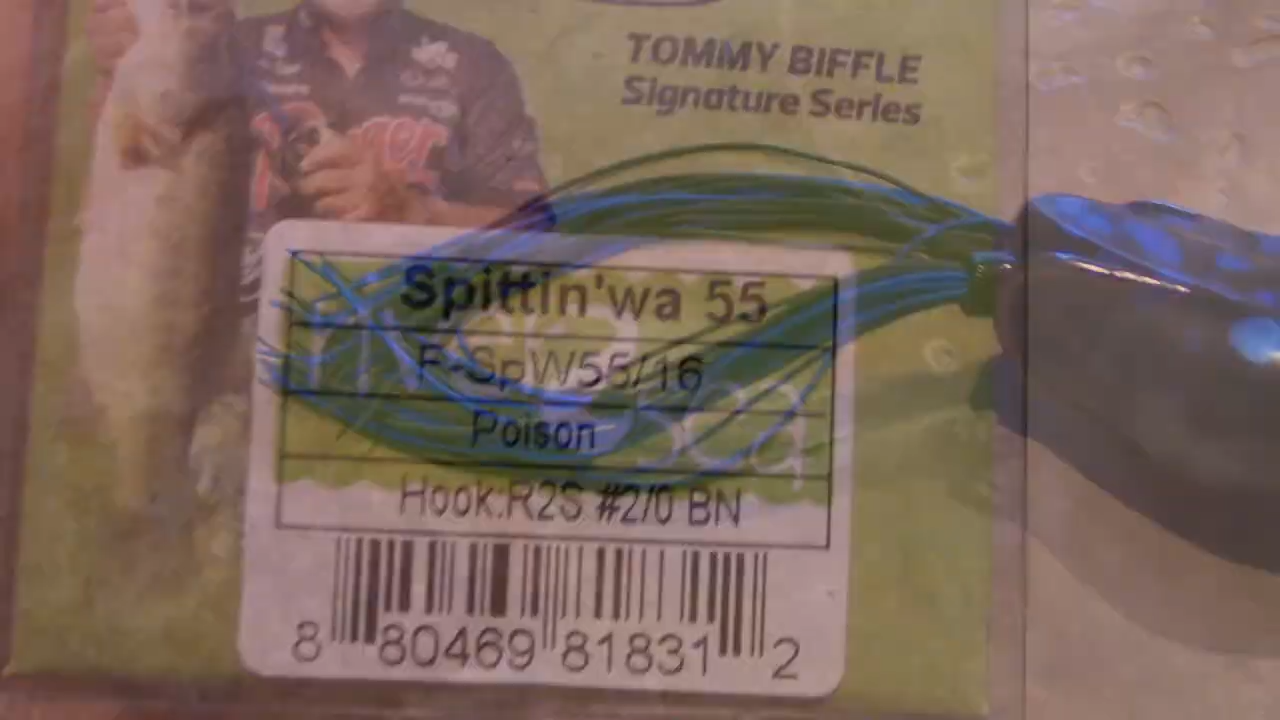 TOMMY BIFFLE
Signature Series
Spittin'wa 55
F-SpW55/16
Poison
Hook:R2S #2/0 BN
8 80469 81831 2